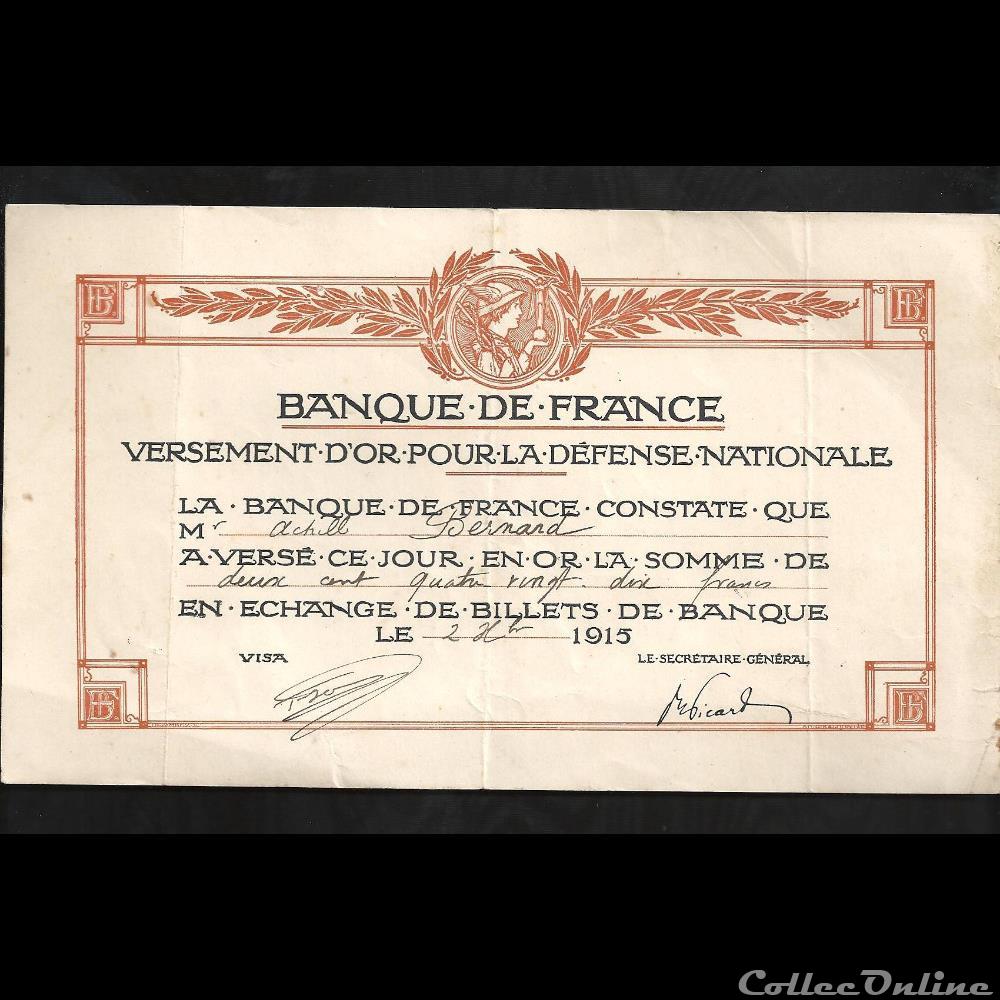 BANQUE·DE·FRANCE
VERSEMENT·D'OR·POUR·LA·DÉFENSE·NATIONALE
LA·BANQUE·DE·FRANCE·CONSTATE·QUE
Mr Achill Bernard
A·VERSÉ·CE·JOUR·EN·OR·LA·SOMME·DE
deux cent quatre vingt dix francs
EN·ECHANGE·DE·BILLETS·DE·BANQUE
LE 2 Xbr 1915
VISA LE·SECRÉTAIRE·GÉNÉRAL
Picard
CollecOnline